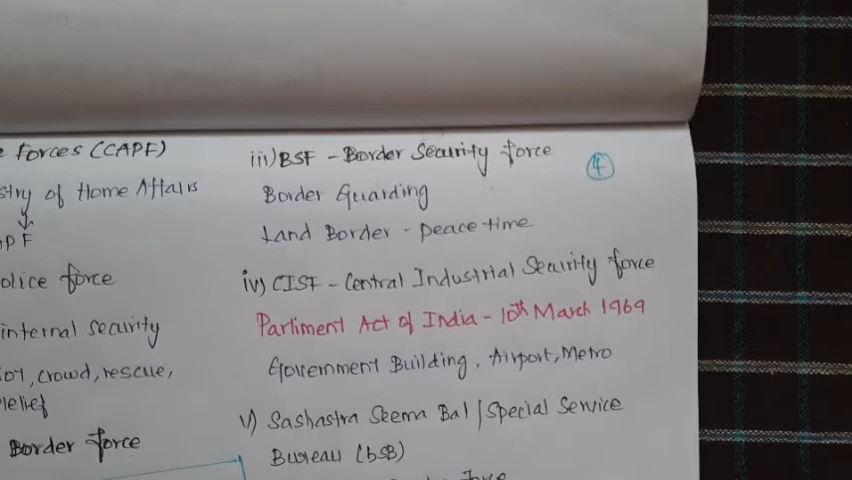 e Forces (CAPF)
stry of Home Affairs
PF
olice force
internal security
iot, crowd, rescue,
relief
Border force
iii) BSF - Border Security force
4
Border Guarding
Land Border - peace time
iv) CISF - Central Industrial Security force
Parliment Act of India - 10th March 1969
Government Building, Airport, Metro
v) Sashastra Seema Bal / Special Service
Bureau (bSB)